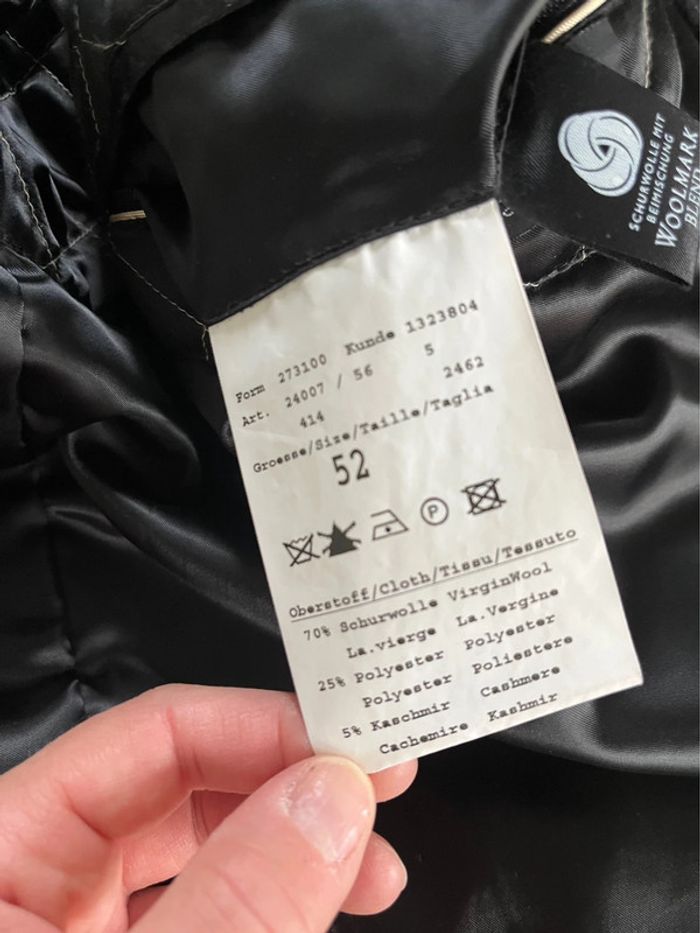 SCHURWOLLE MIT
BEIMISCHUNG
WOOLMARK
BLEND
Form 273100 Kunde 1323804
Art. 24007 / 56 5
414 2462
Groesse/Size/Taille/Taglia
52
P
Oberstoff/Cloth/Tissu/Tessuto
70% Schurwolle VirginWool
La.vierge La.Vergine
25% Polyester Polyester
Polyester Poliestere
5% Kaschmir Cashmere
Cachemire Kashmir